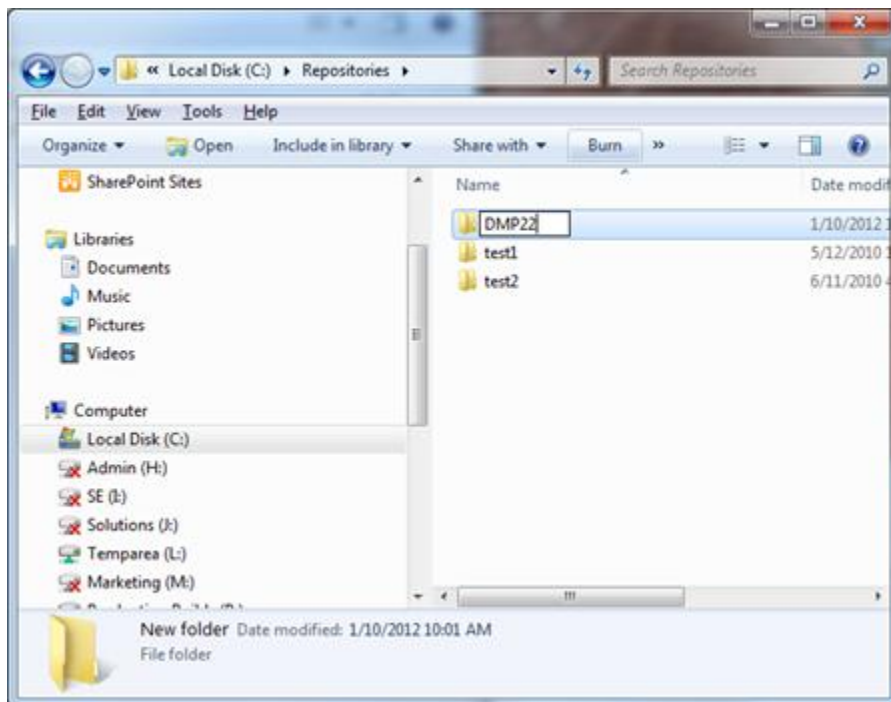 « Local Disk (C:) ▸ Repositories ▸
Search Repositories
File Edit View Tools Help
Organize Open Include in library Share with Burn »
SharePoint Sites
Libraries
Documents
Music
Pictures
Videos
Computer
Local Disk (C:)
Admin (H:)
SE (I:)
Solutions (J:)
Temparea (L:)
Marketing (M:)
Name Date modif
DMP22 1/10/2012 1
test1 5/12/2010 1
test2 6/11/2010 4
New folder Date modified: 1/10/2012 10:01 AM
File folder